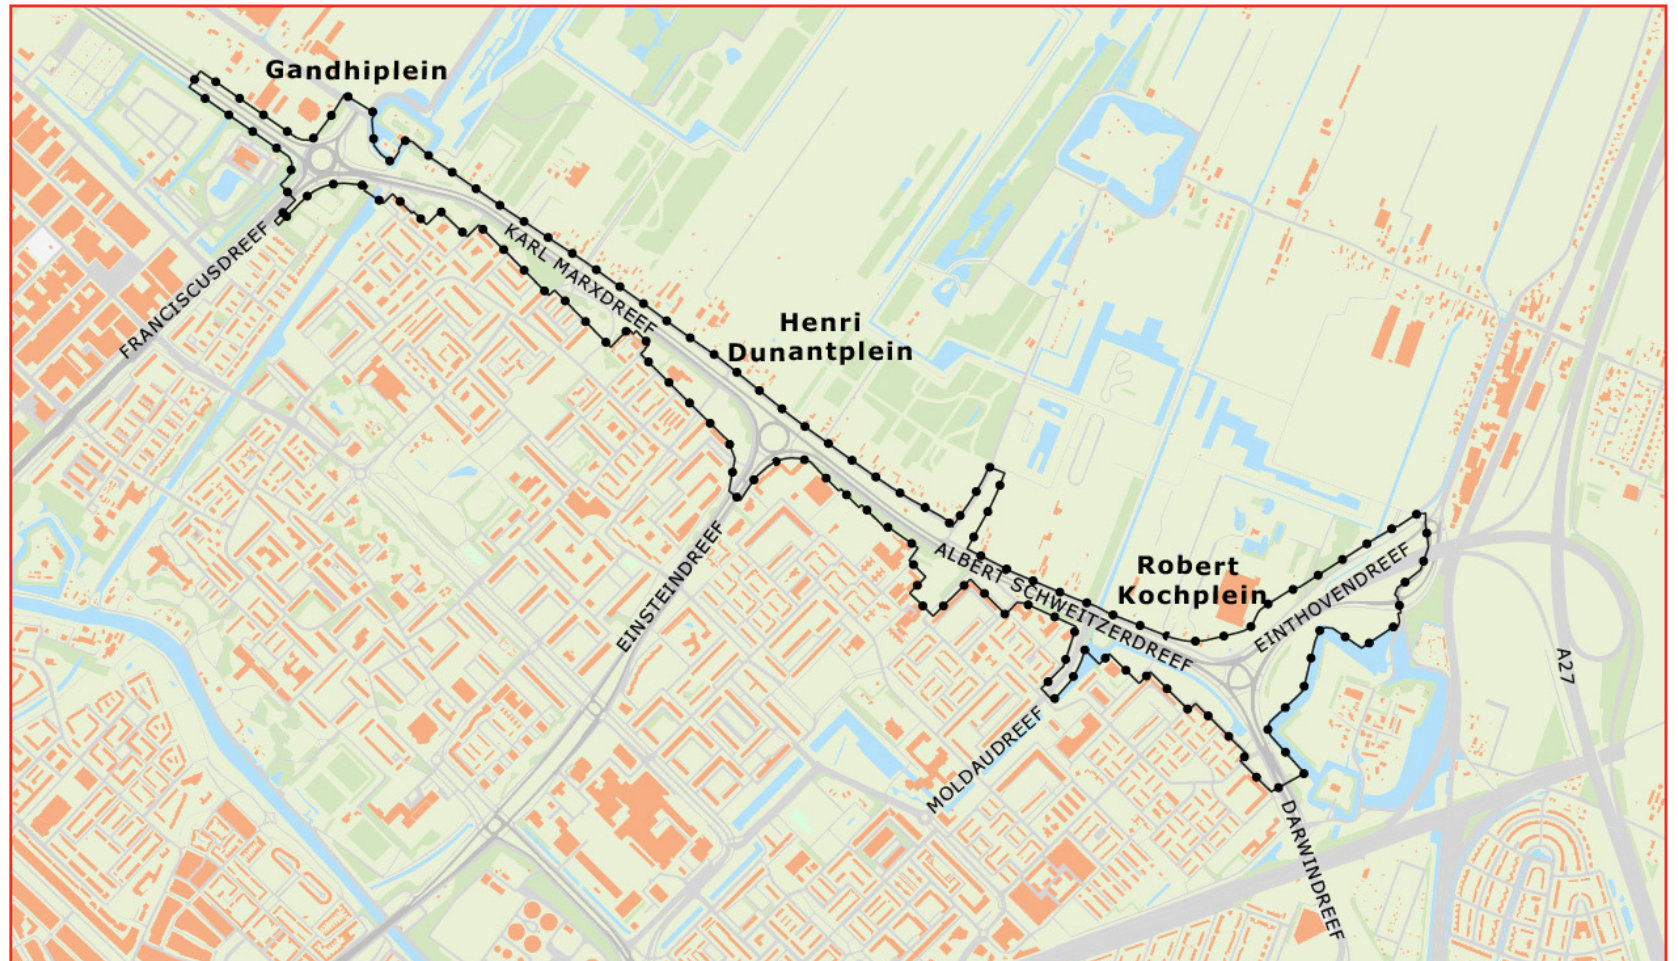 Gandhiplein
FRANCISCUSDREEF
KARL MARXDREEF
Henri
Dunantplein
EINSTEINDREEF
ALBERT SCHWEITZERDREEF
Robert
Kochplein
EINTHOVENDREEF
A27
MOLDAUDREEF
DARWINDREEF